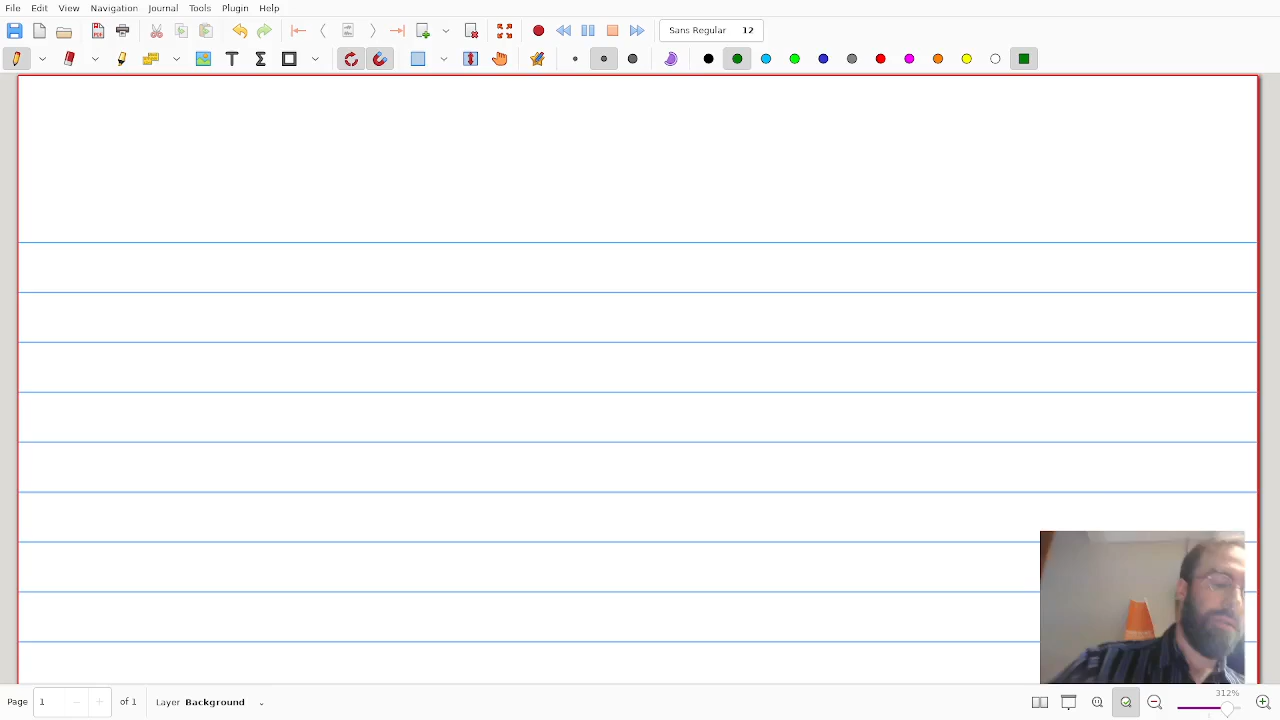 File Edit View Navigation Journal Tools Plugin Help
Sans Regular 12
Page 1 of 1 Layer Background 312%